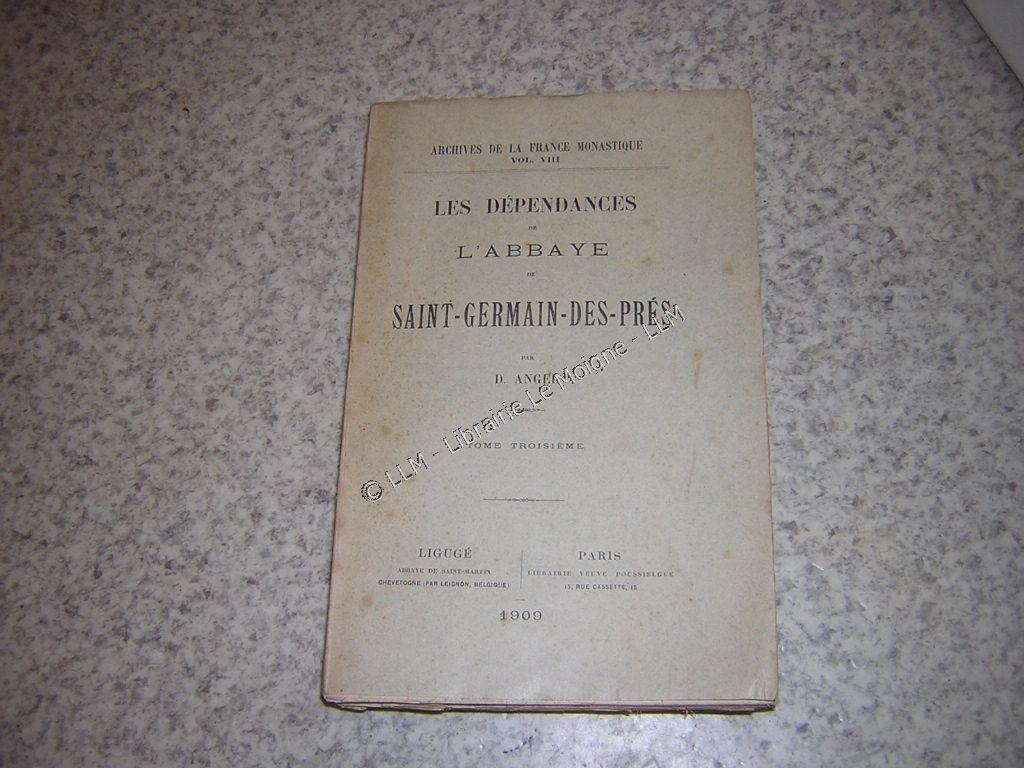 ARCHIVES DE LA FRANCE MONASTIQUE
VOL. VIII
LES DÉPENDANCES
DE
L'ABBAYE
DE
SAINT-GERMAIN-DES-PRÉS
PAR
D. ANGER
TOME TROISIÈME
LIGUGÉ
ABBAYE DE SAINT-MARTIN
CHEVETOGNE (PAR LEIGNON, BELGIQUE)
PARIS
LIBRAIRIE VEUVE POUSSIELGUE
15, RUE CASSETTE, 15
1909
© LLM - Librairie Le Moigne - LLM